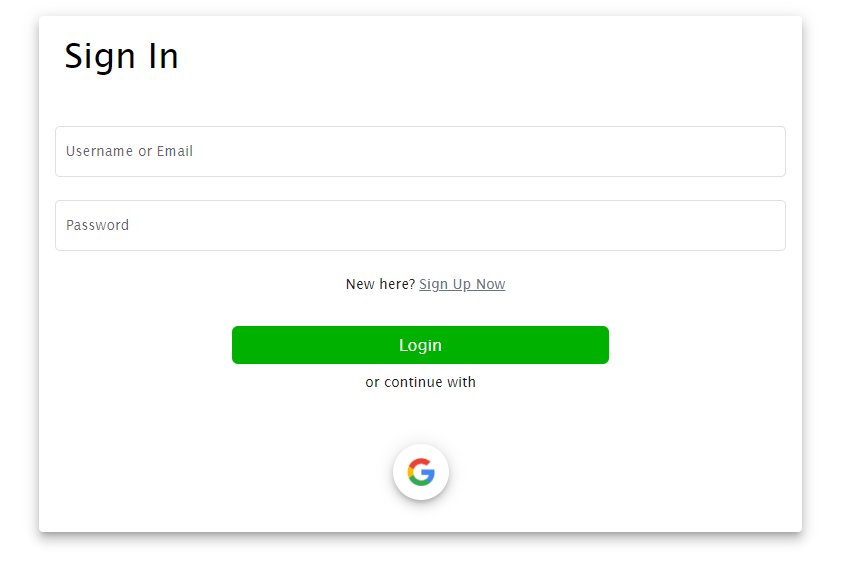 Sign In
Username or Email
Password
New here? Sign Up Now
Login
or continue with